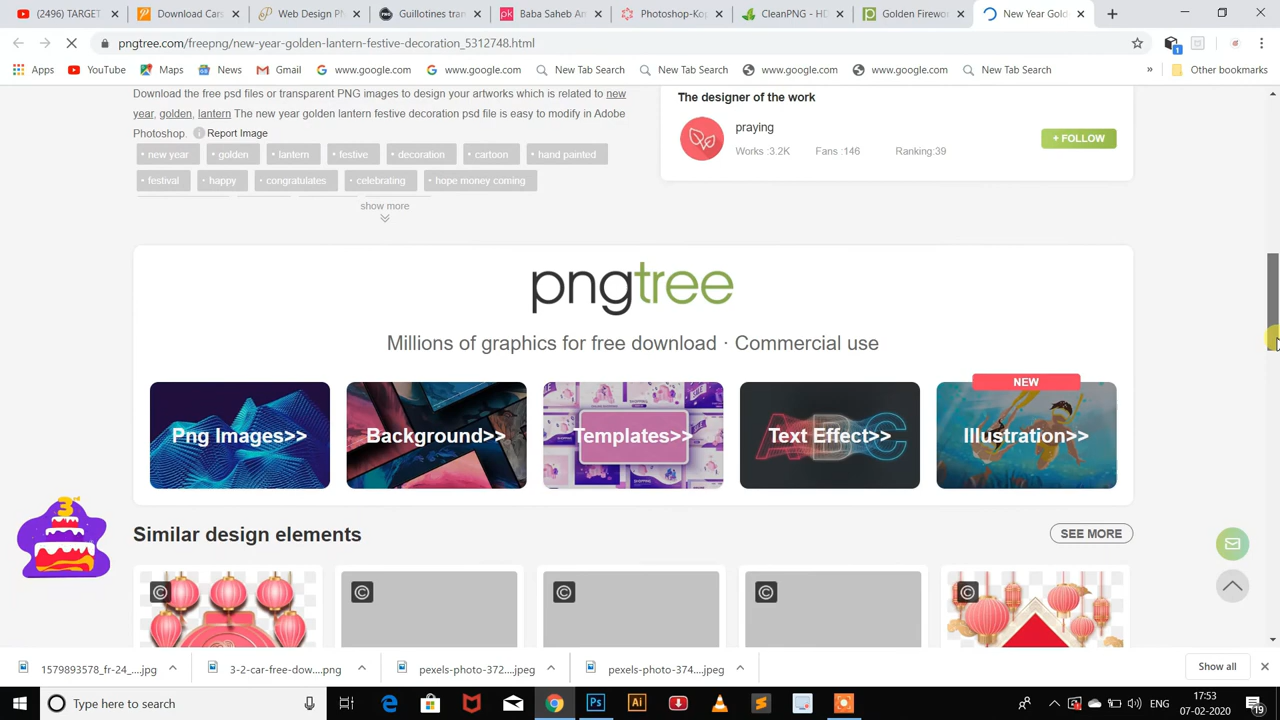 (2496) TARGET
Download Cars
Web Design PN
Guillotines tran
Baba Saheb Am
Photoshop-Kop
CleanPNG - HD
Golden Firewo
New Year Gold
pngtree.com/freepng/new-year-golden-lantern-festive-decoration_5312748.html
Apps
YouTube
Maps
News
Gmail
www.google.com
www.google.com
New Tab Search
New Tab Search
www.google.com
www.google.com
New Tab Search
»
Other bookmarks
Download the free psd files or transparent PNG images to design your artworks which is related to new
year, golden, lantern The new year golden lantern festive decoration psd file is easy to modify in Adobe
Photoshop. Report Image
• new year
• golden
• lantern
• festive
• decoration
• cartoon
• hand painted
• festival
• happy
• congratulates
• celebrating
• hope money coming
show more
The designer of the work
praying
Works :3.2K
Fans :146
Ranking:39
+ FOLLOW
pngtree
Millions of graphics for free download · Commercial use
Png Images>>
Background>>
Templates>>
Text Effect>>
NEW
Illustration>>
3
Similar design elements
SEE MORE
1579893578_fr-24_....jpg
3-2-car-free-dow....png
pexels-photo-372....jpeg
pexels-photo-374....jpeg
Show all
Type here to search
ENG
17:53
07-02-2020
19